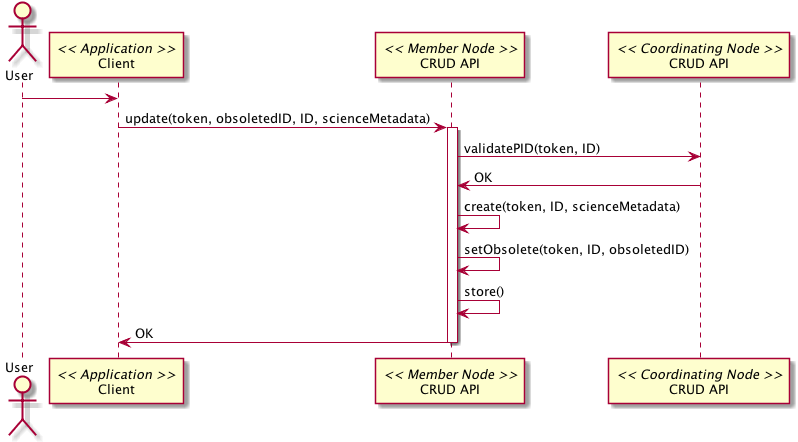 << Application >>
Client
<< Member Node >>
CRUD API
<< Coordinating Node >>
CRUD API
User
update(token, obsoletedID, ID, scienceMetadata)
validatePID(token, ID)
OK
create(token, ID, scienceMetadata)
setObsolete(token, ID, obsoletedID)
store()
OK
User
<< Application >>
Client
<< Member Node >>
CRUD API
<< Coordinating Node >>
CRUD API